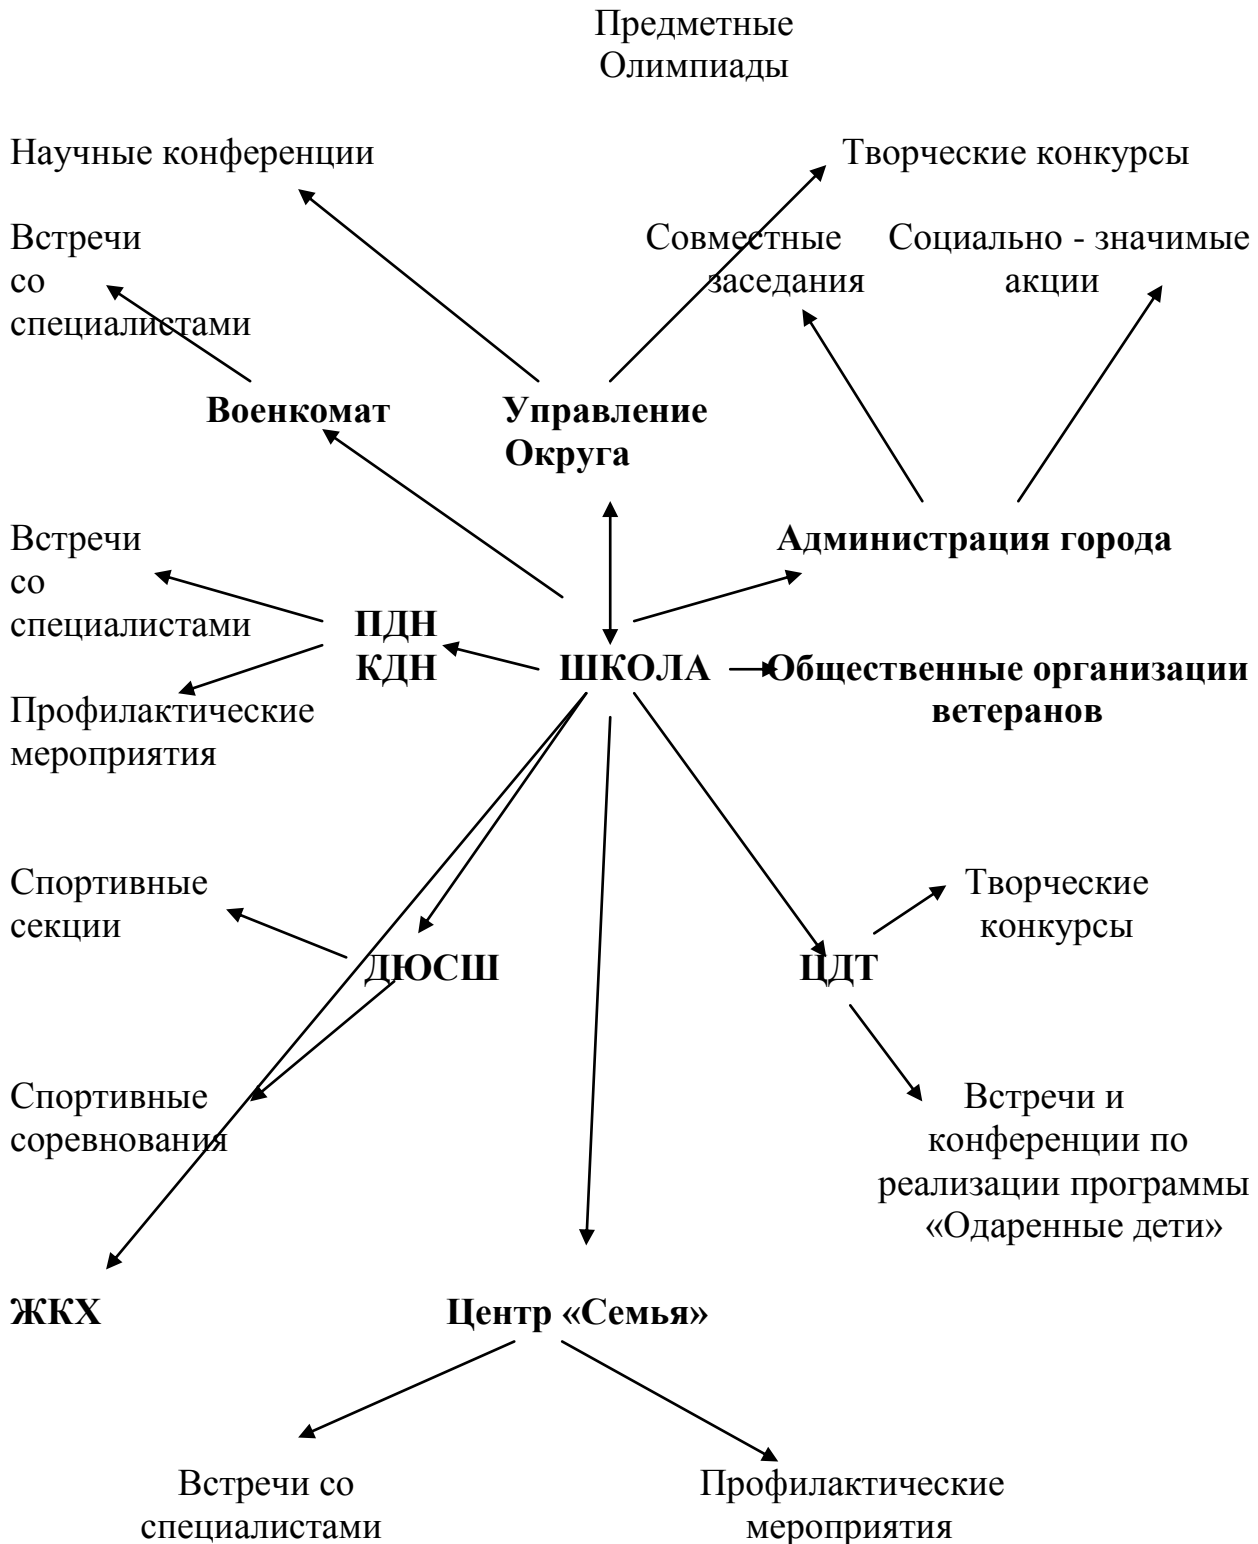 Предметные
Олимпиады
Научные конференции
Творческие конкурсы
Встречи
со
специалистами
Совместные
заседания
Социально - значимые
акции
Военкомат
Управление
Округа
Встречи
со
специалистами
Администрация города
ПДН
КДН
ШКОЛА
Общественные организации
ветеранов
Профилактические
мероприятия
Спортивные
секции
Творческие
конкурсы
ДЮСШ
ЦДТ
Спортивные
соревнования
Встречи и
конференции по
реализации программы
«Одаренные дети»
ЖКХ
Центр «Семья»
Встречи со
специалистами
Профилактические
мероприятия